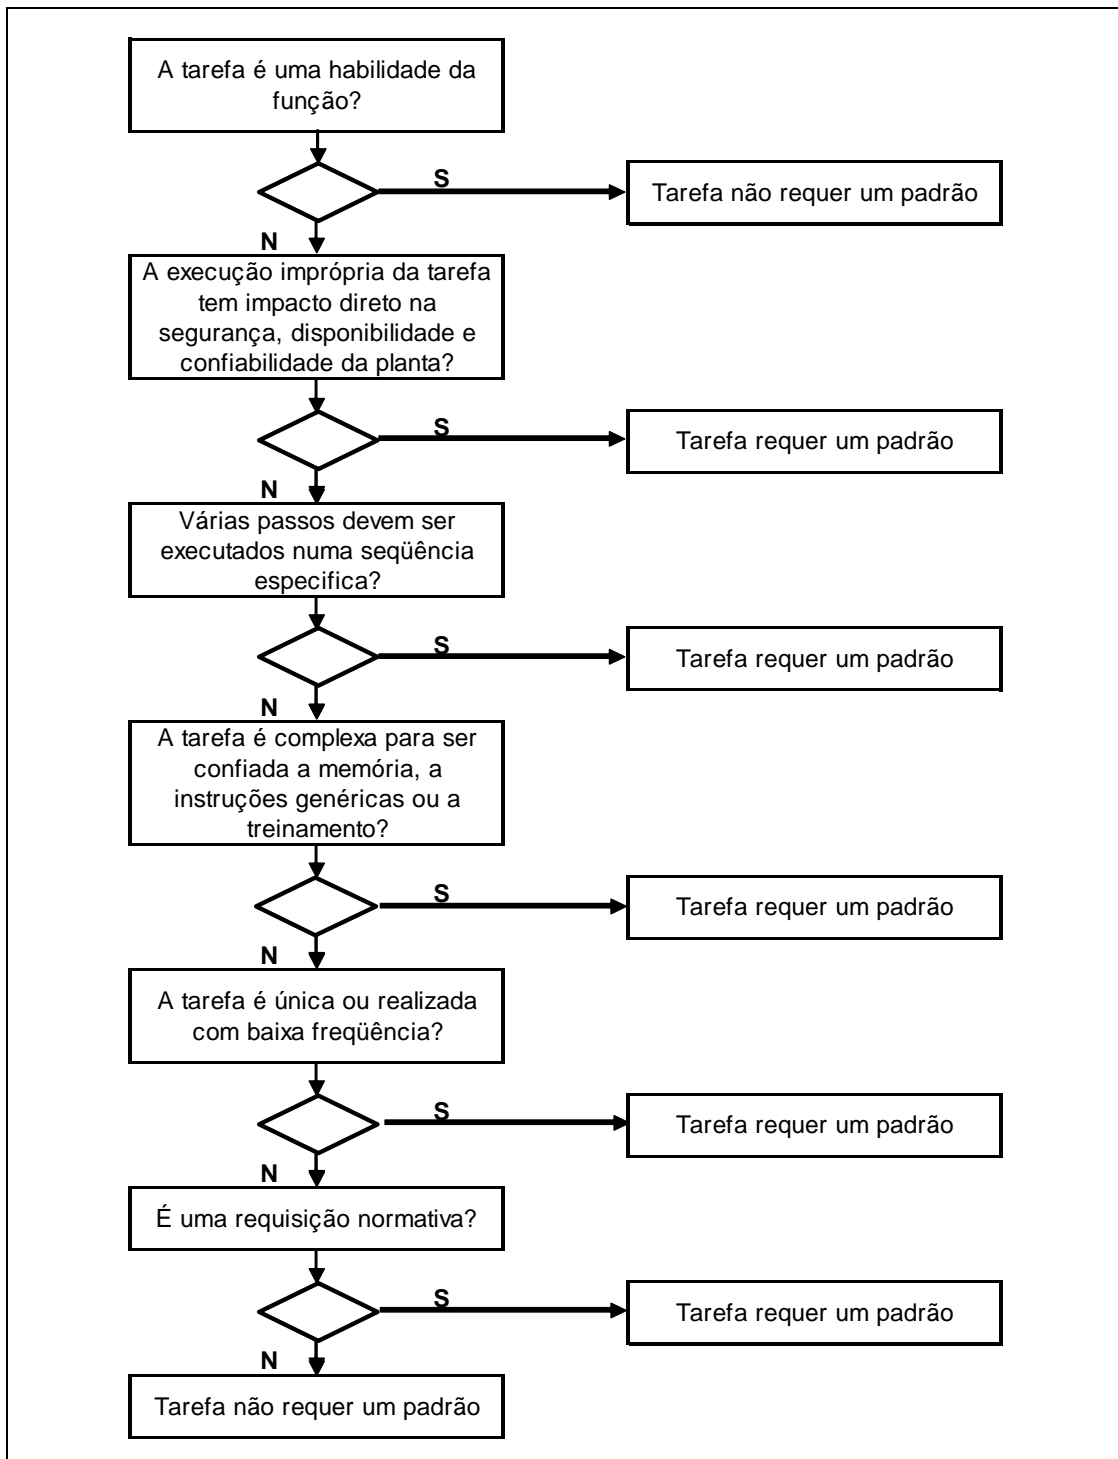 A tarefa é uma habilidade da
função?
S
Tarefa não requer um padrão
N
A execução imprópria da tarefa
tem impacto direto na
segurança, disponibilidade e
confiabilidade da planta?
S
Tarefa requer um padrão
N
Várias passos devem ser
executados numa seqüência
especifica?
S
Tarefa requer um padrão
N
A tarefa é complexa para ser
confiada a memória, a
instruções genéricas ou a
treinamento?
S
Tarefa requer um padrão
N
A tarefa é única ou realizada
com baixa freqüência?
S
Tarefa requer um padrão
N
É uma requisição normativa?
S
Tarefa requer um padrão
N
Tarefa não requer um padrão